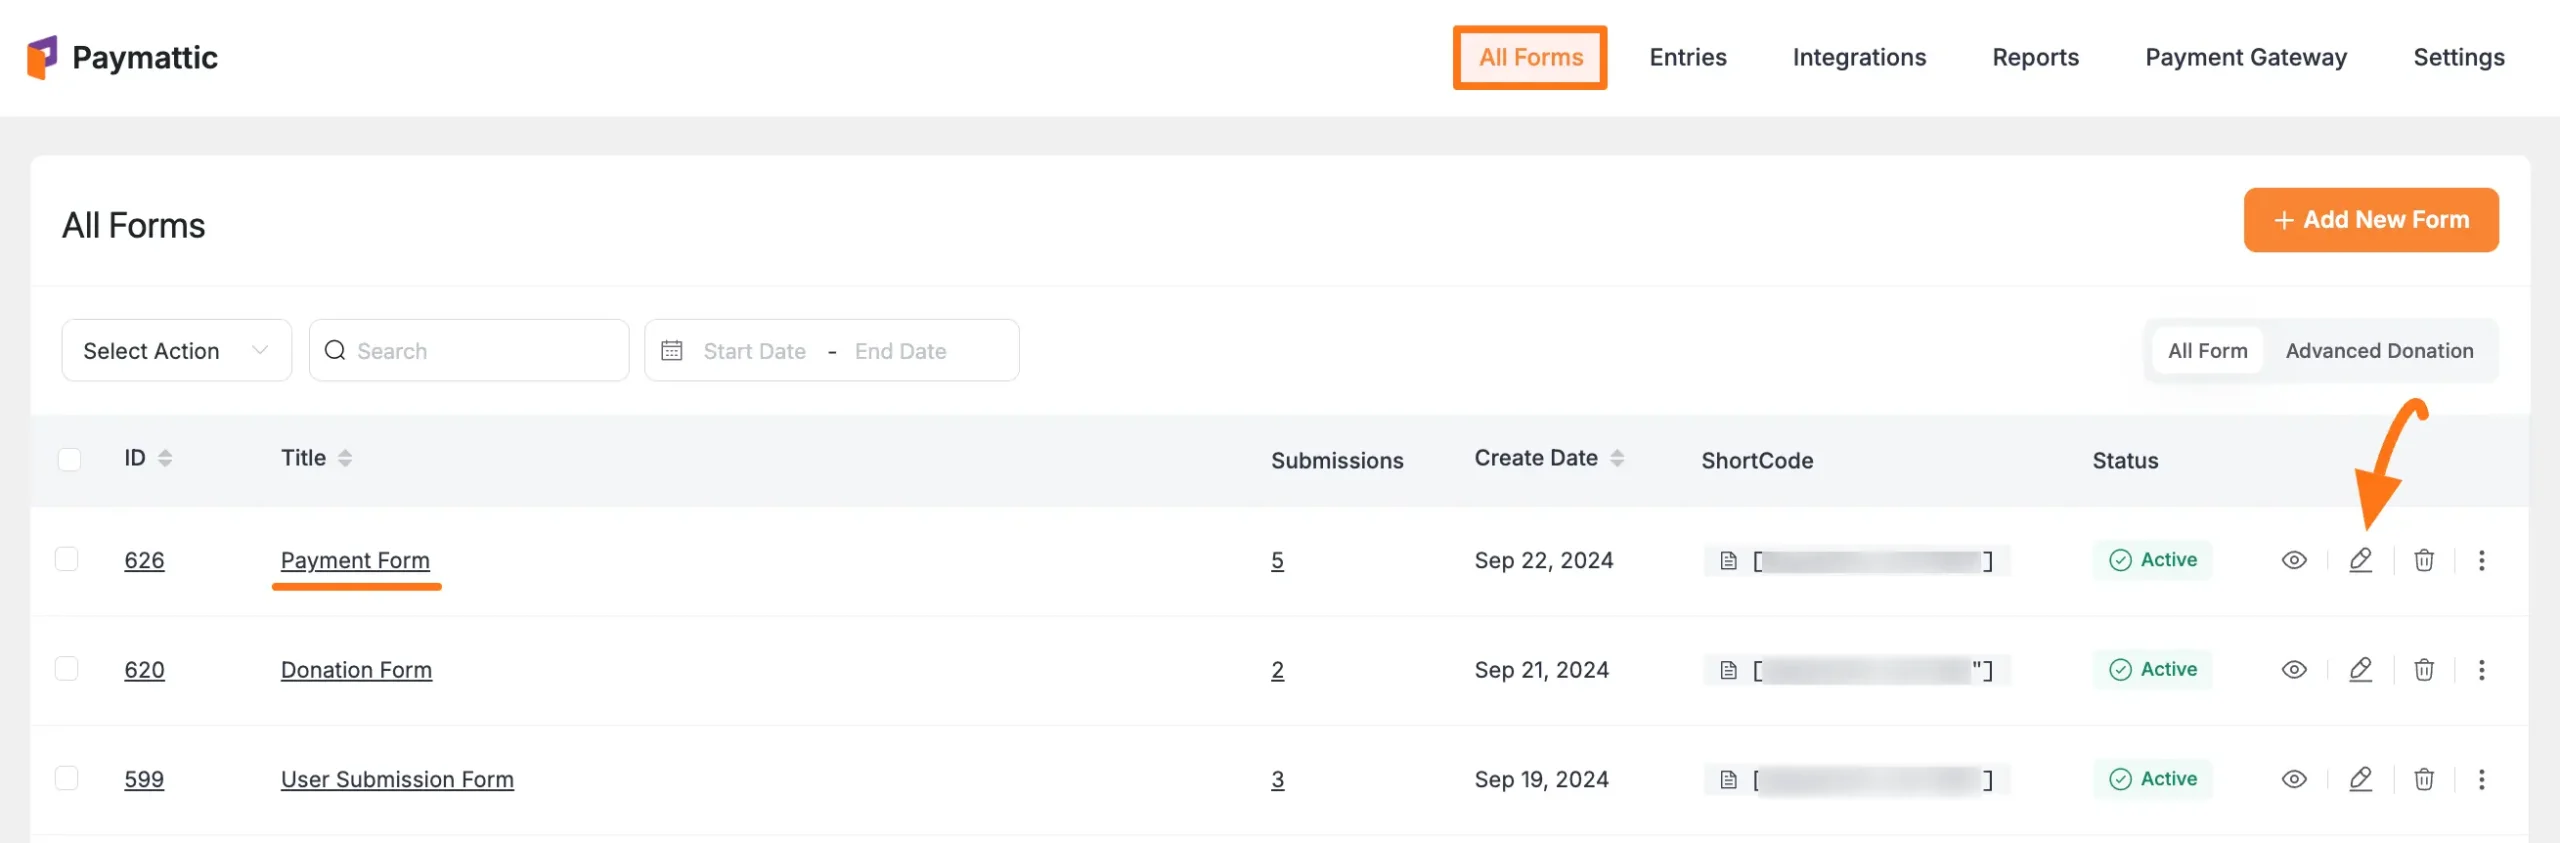 Paymattic
All Forms Entries Integrations Reports Payment Gateway Settings
All Forms
+ Add New Form
Select Action Search Start Date - End Date All Form Advanced Donation
ID Title Submissions Create Date ShortCode Status
626 Payment Form 5 Sep 22, 2024 [ ] Active
620 Donation Form 2 Sep 21, 2024 [ "] Active
599 User Submission Form 3 Sep 19, 2024 [ ] Active